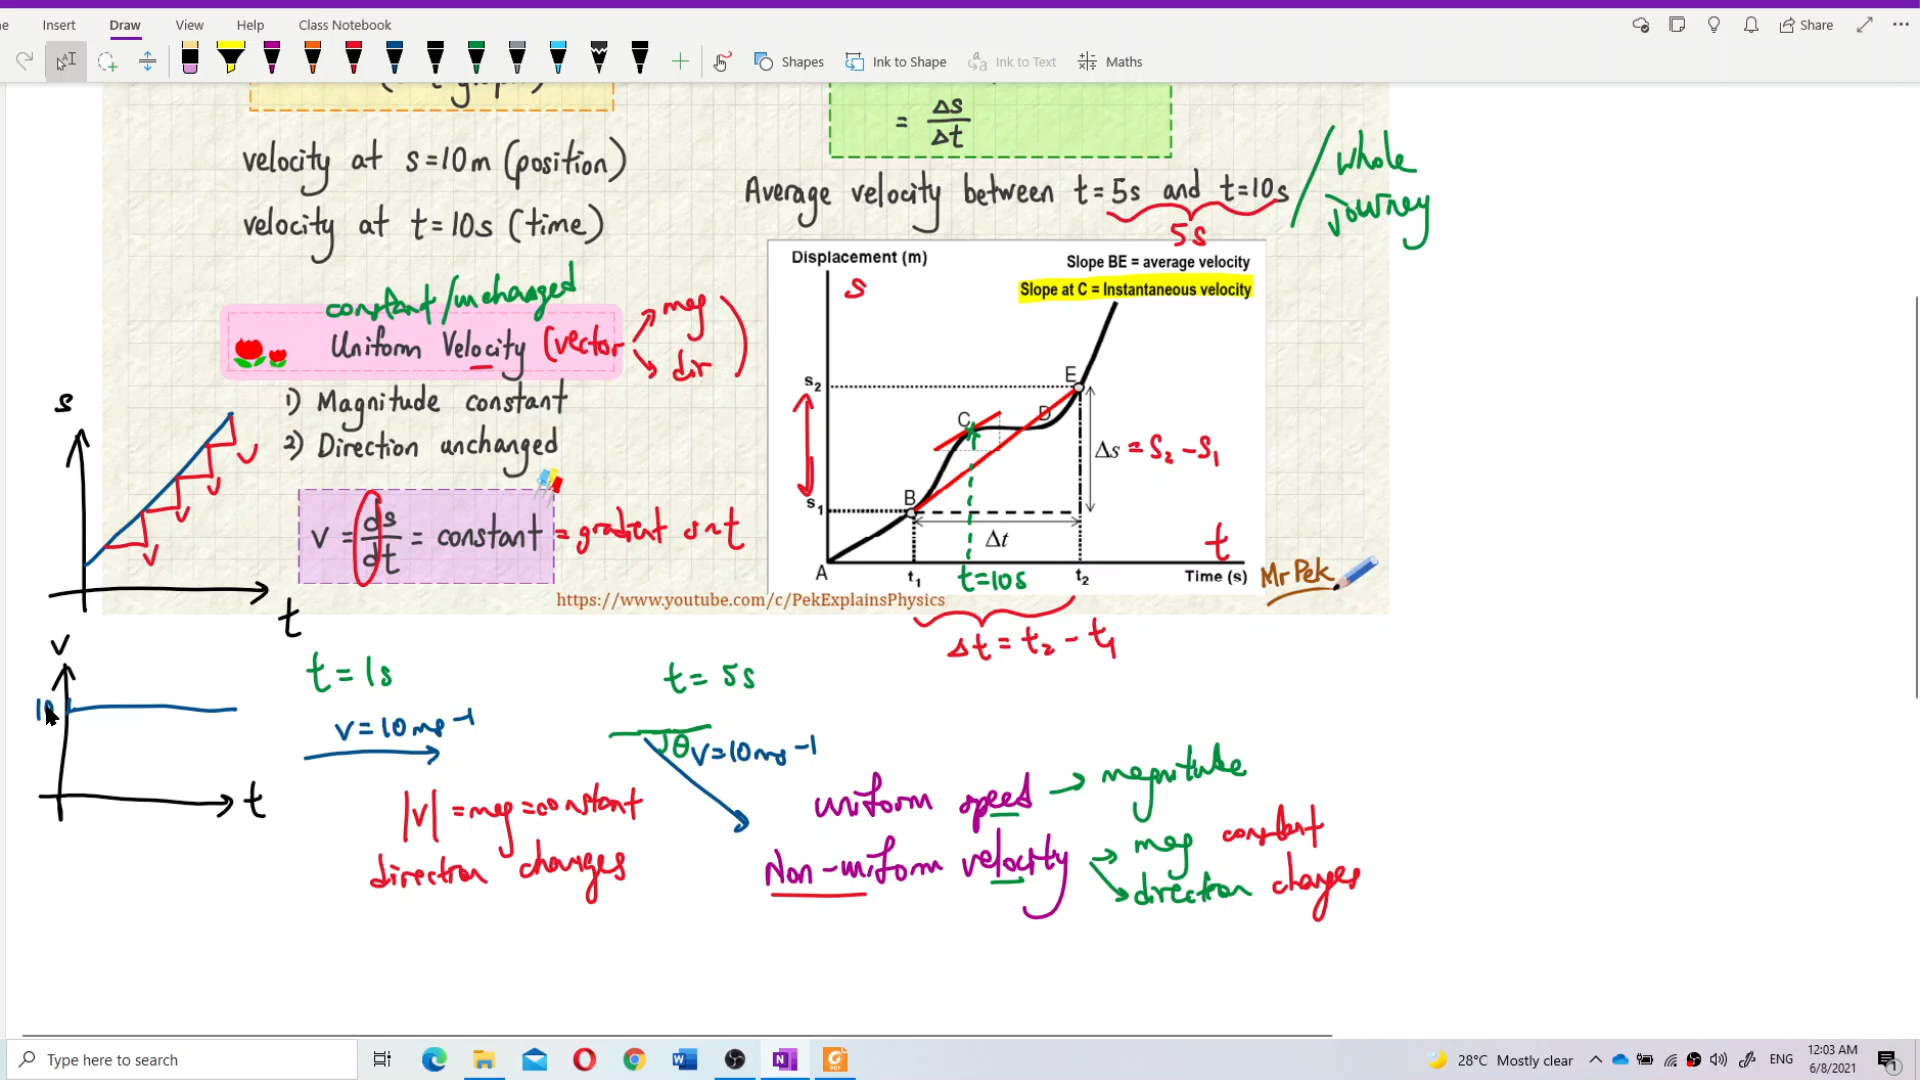 Insert Draw View Help Class Notebook Share
Shapes Ink to Shape Ink to Text Maths
= Δs/Δt
velocity at s=10m (position)
velocity at t=10s (time)
Average velocity between t=5s and t=10s / whole journey
5s
constant/unchanged
Uniform Velocity (vector mag dir)
1) Magnitude constant
2) Direction unchanged
v = ds/dt = constant = gradient s-t
s
t
v v v v
Displacement (m)
s
Slope BE = average velocity
Slope at C = Instantaneous velocity
s₂
E
C
D
Δs = s₂ - s₁
s₁
B
Δt
t
A
t₁
t=10s
t₂
Time (s)
Mr Pek
https://www.youtube.com/c/PekExplainsPhysics
Δt = t₂ - t₁
v
10
t
t = 1s
v = 10ms⁻¹
|v| = mag = constant
direction changes
t = 5s
θ v=10ms⁻¹
uniform speed → magnitude
Non-uniform velocity → mag constant
direction changes
Type here to search
28°C Mostly clear
ENG
12:03 AM
6/8/2021
1